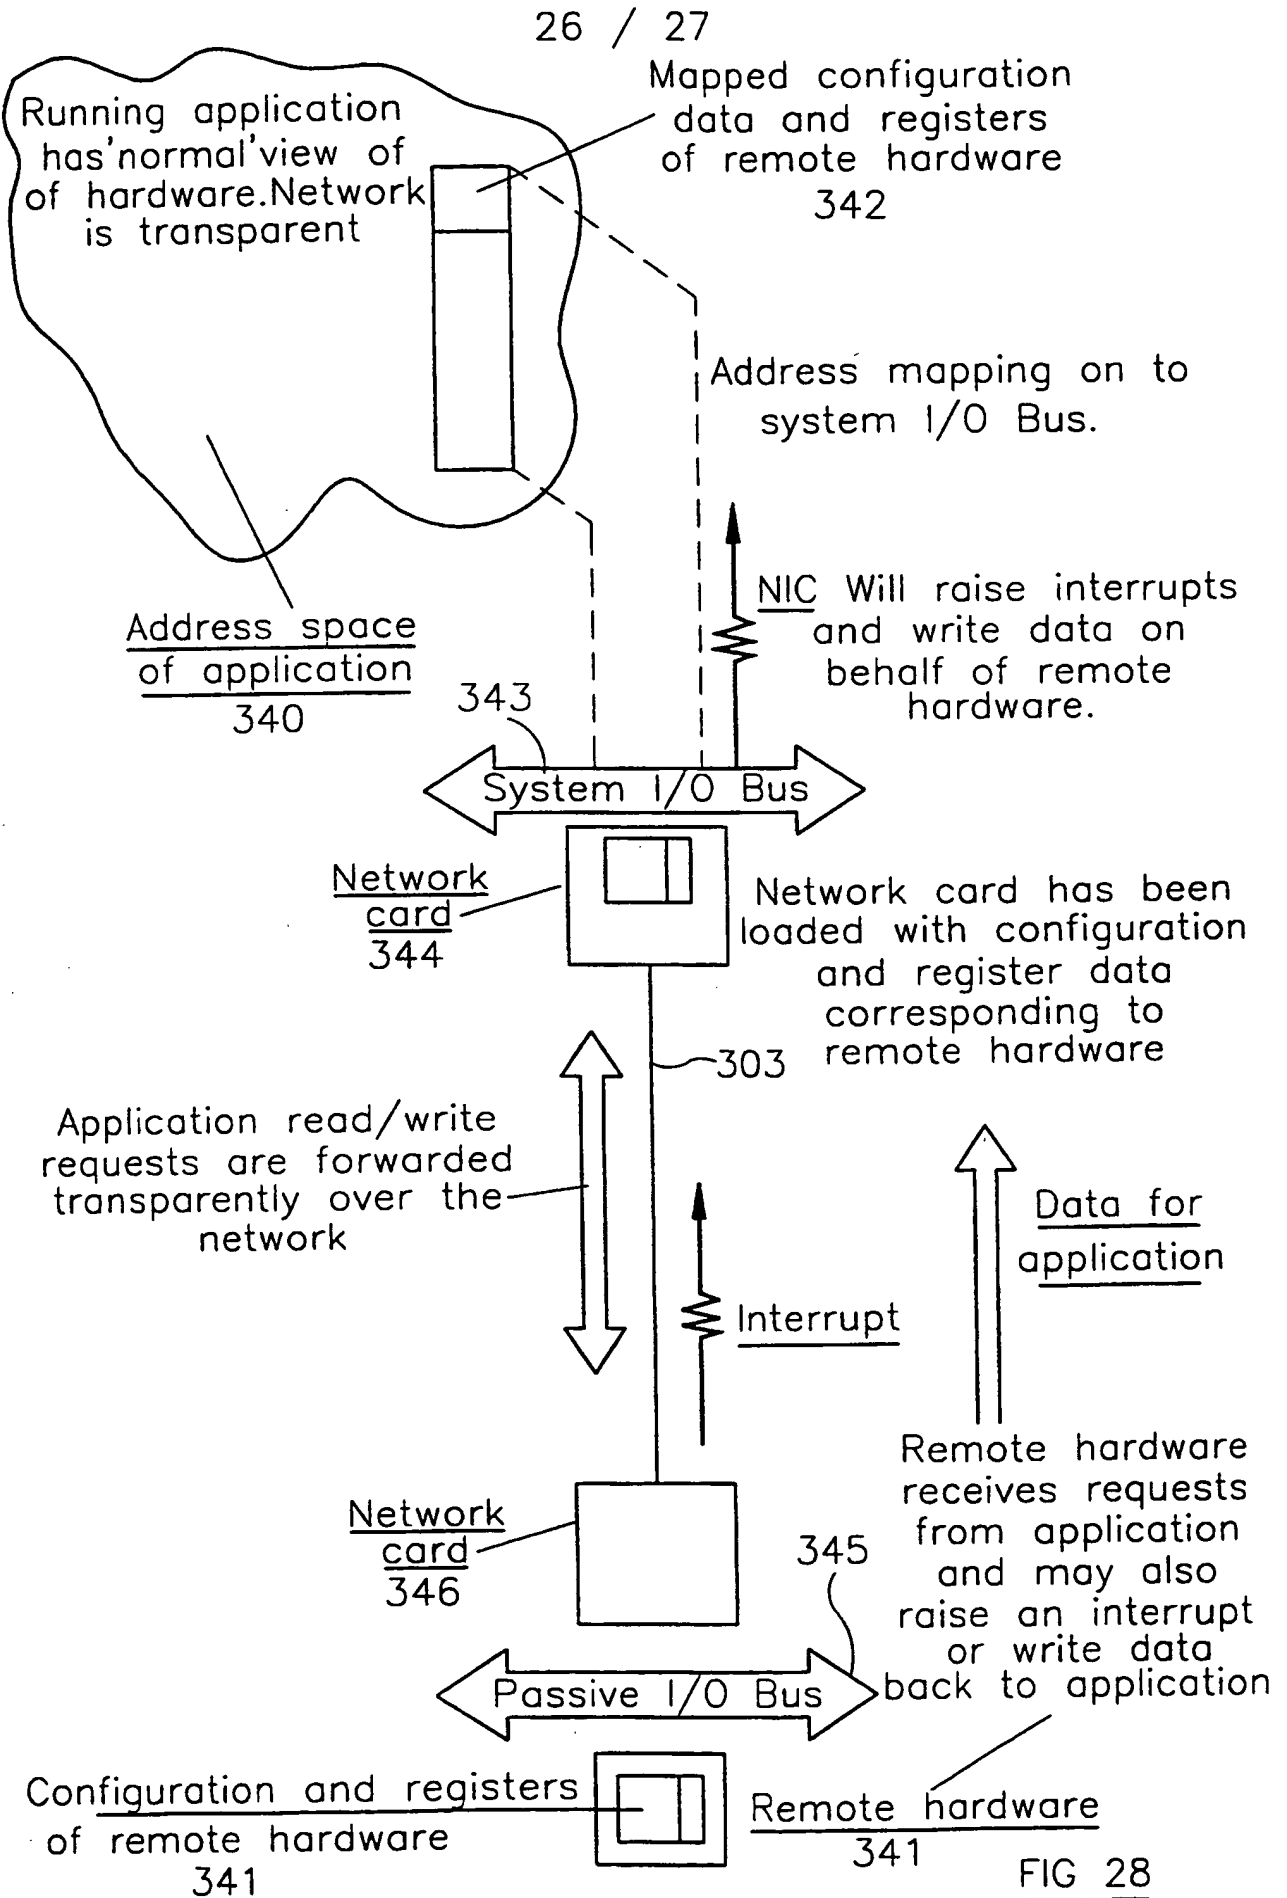 26 / 27
Running application
has'normal'view of
of hardware.Network
is transparent
Mapped configuration
data and registers
of remote hardware
342
Address mapping on to
system I/O Bus.
NIC Will raise interrupts
and write data on
behalf of remote
hardware.
Address space
of application
340
343
System I/O Bus
Network
card
344
Network card has been
loaded with configuration
and register data
corresponding to
remote hardware
303
Application read/write
requests are forwarded
transparently over the
network
Data for
application
Interrupt
Remote hardware
receives requests
from application
and may also
raise an interrupt
or write data
back to application
Network
card
346
345
Passive I/O Bus
Configuration and registers
of remote hardware
341
Remote hardware
341
FIG 28